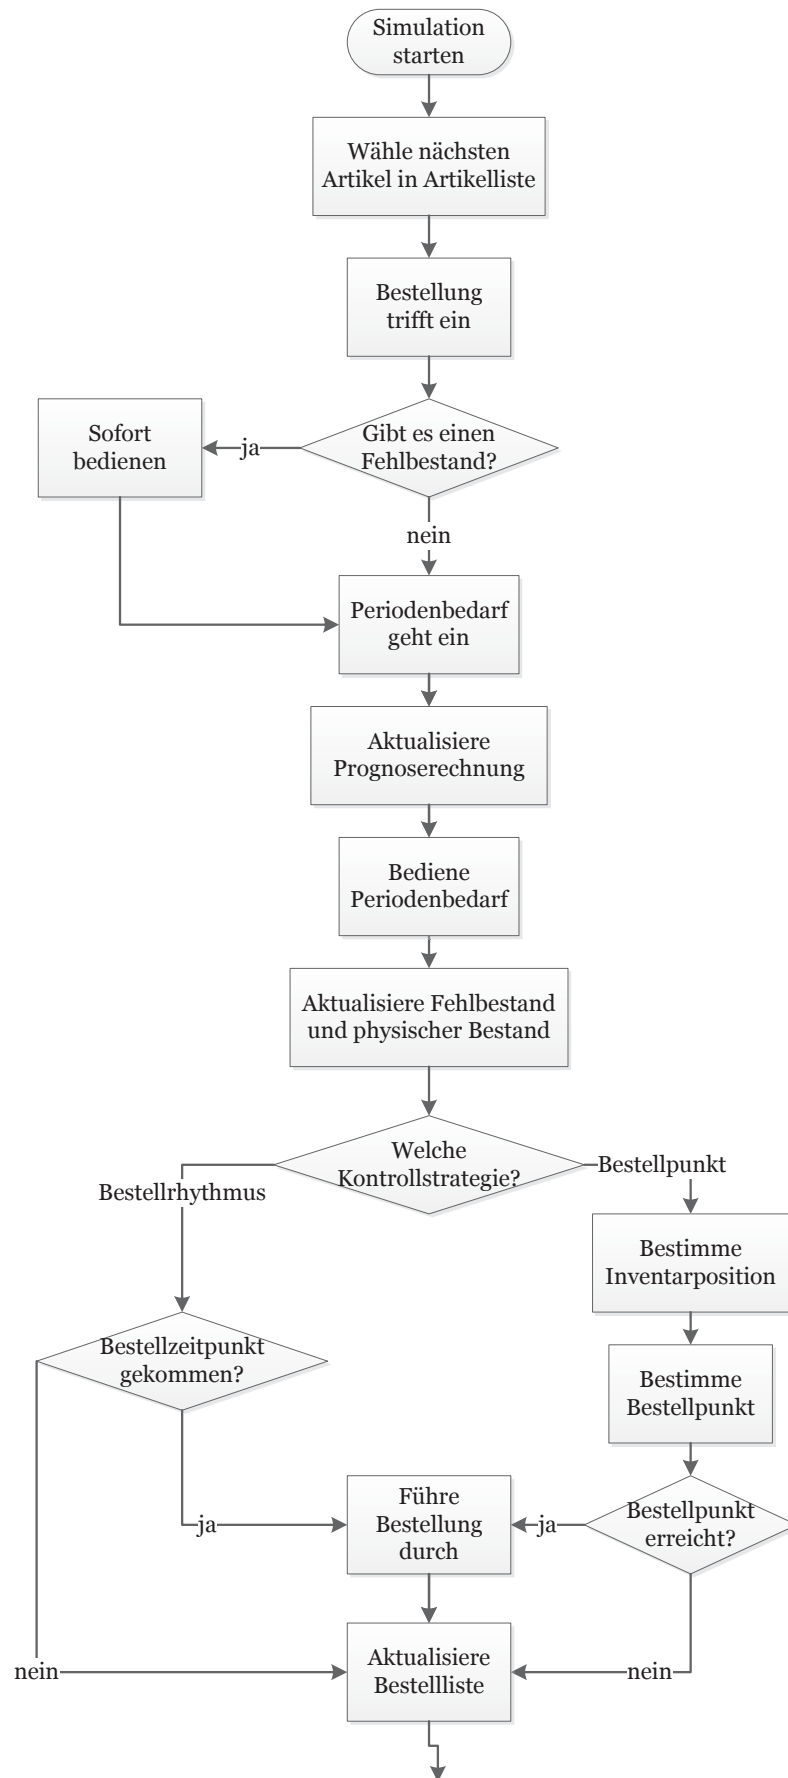 Simulation
starten
Wähle nächsten
Artikel in Artikelliste
Bestellung
trifft ein
Gibt es einen
Fehlbestand?
ja
Sofort
bedienen
nein
Periodenbedarf
geht ein
Aktualisiere
Prognoserechnung
Bediene
Periodenbedarf
Aktualisiere Fehlbestand
und physischer Bestand
Welche
Kontrollstrategie?
Bestellrhythmus
Bestellpunkt
Bestimme
Inventarposition
Bestellzeitpunkt
gekommen?
Bestimme
Bestellpunkt
ja
Führe
Bestellung
durch
ja
Bestellpunkt
erreicht?
nein
Aktualisiere
Bestellliste
nein